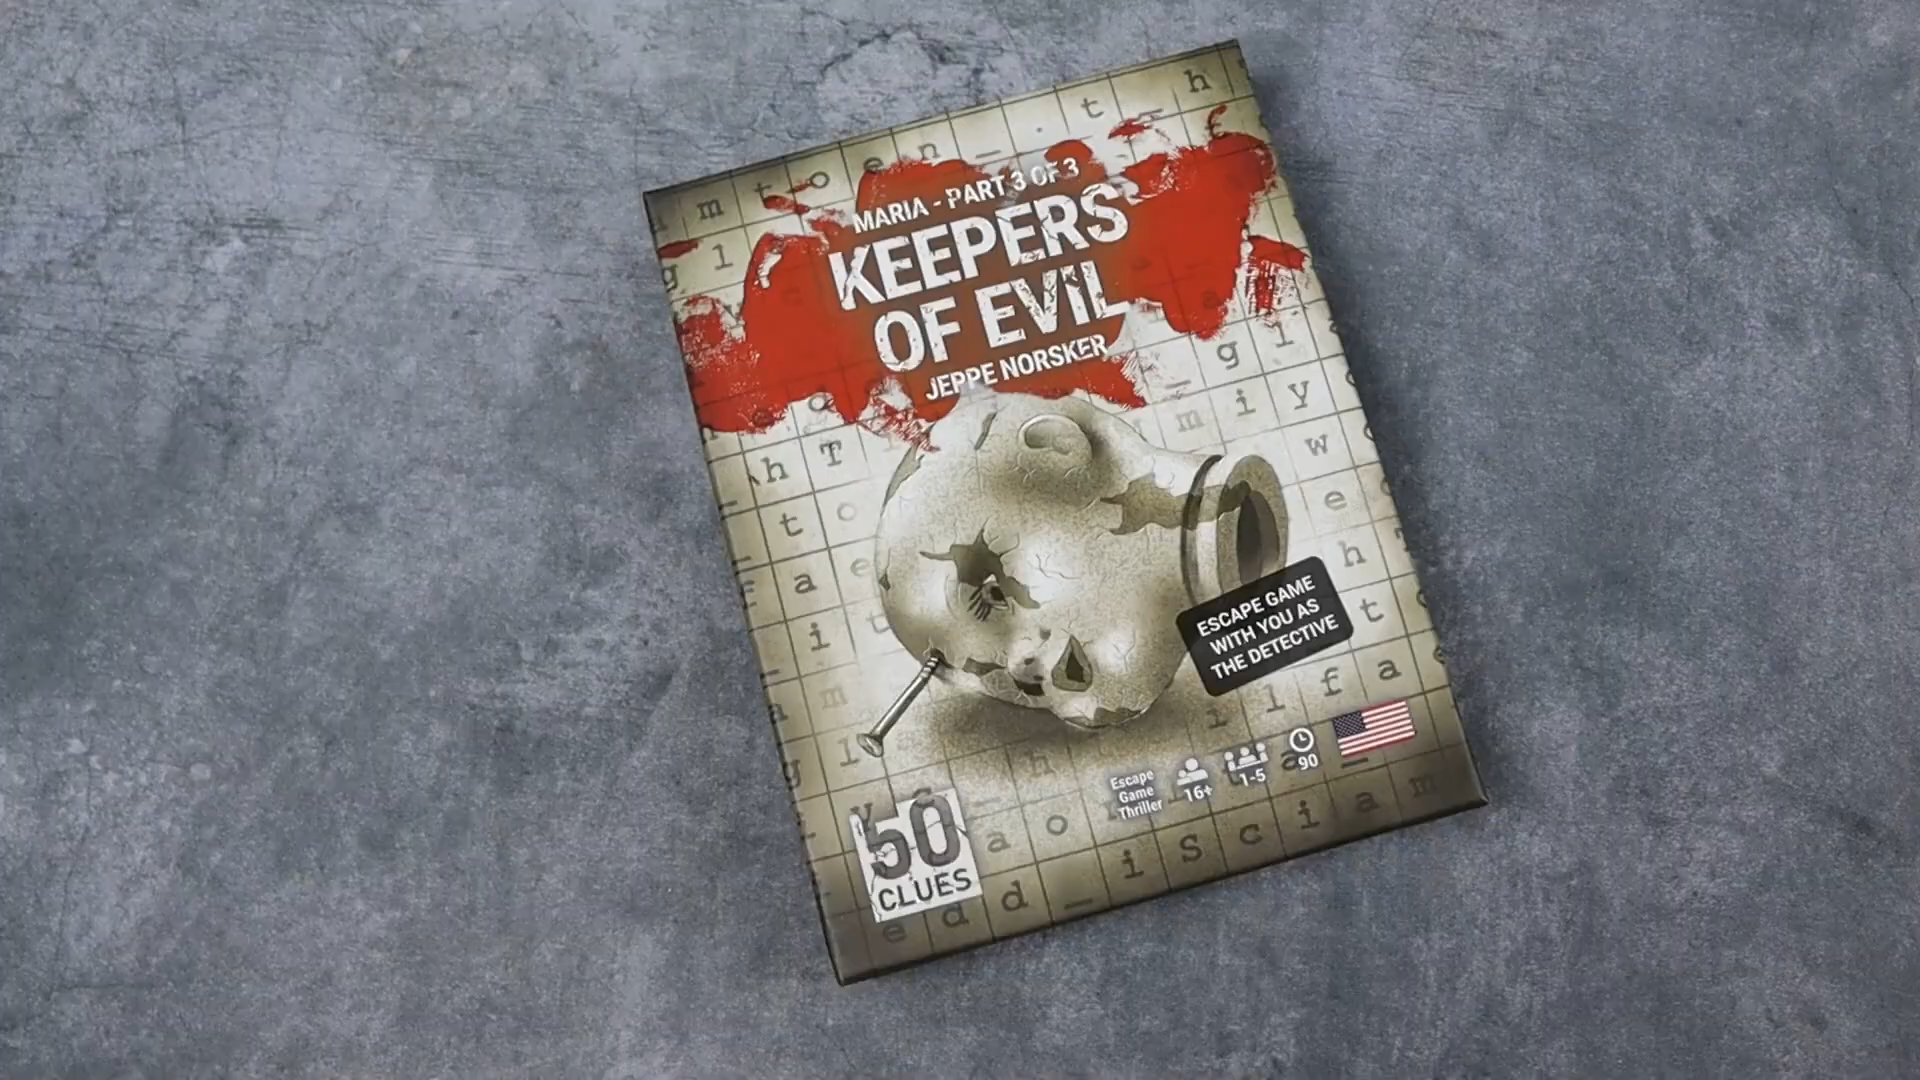 MARIA - PART 3 OF 3
KEEPERS
OF EVIL
JEPPE NORSKER
ESCAPE GAME
WITH YOU AS
THE DETECTIVE
Escape
Game
Thriller
16+
1-5
90
50
CLUES